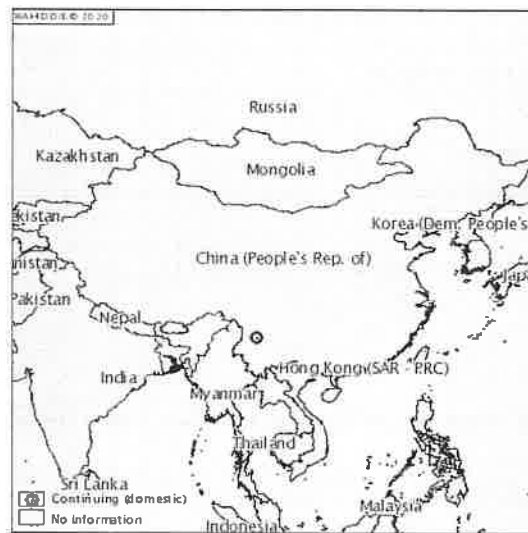 © 2020
Russia
Kazakhstan
Mongolia
Korea (Dem. People's
kistan
China (People's Rep. of)
nistan
Jap
Pakistan
Nepal
Hong Kong (SAR - PRC)
India
Myanmar
Thailand
Sri Lanka
Continuing (domestic)
Malaysia
No information
Indonesia